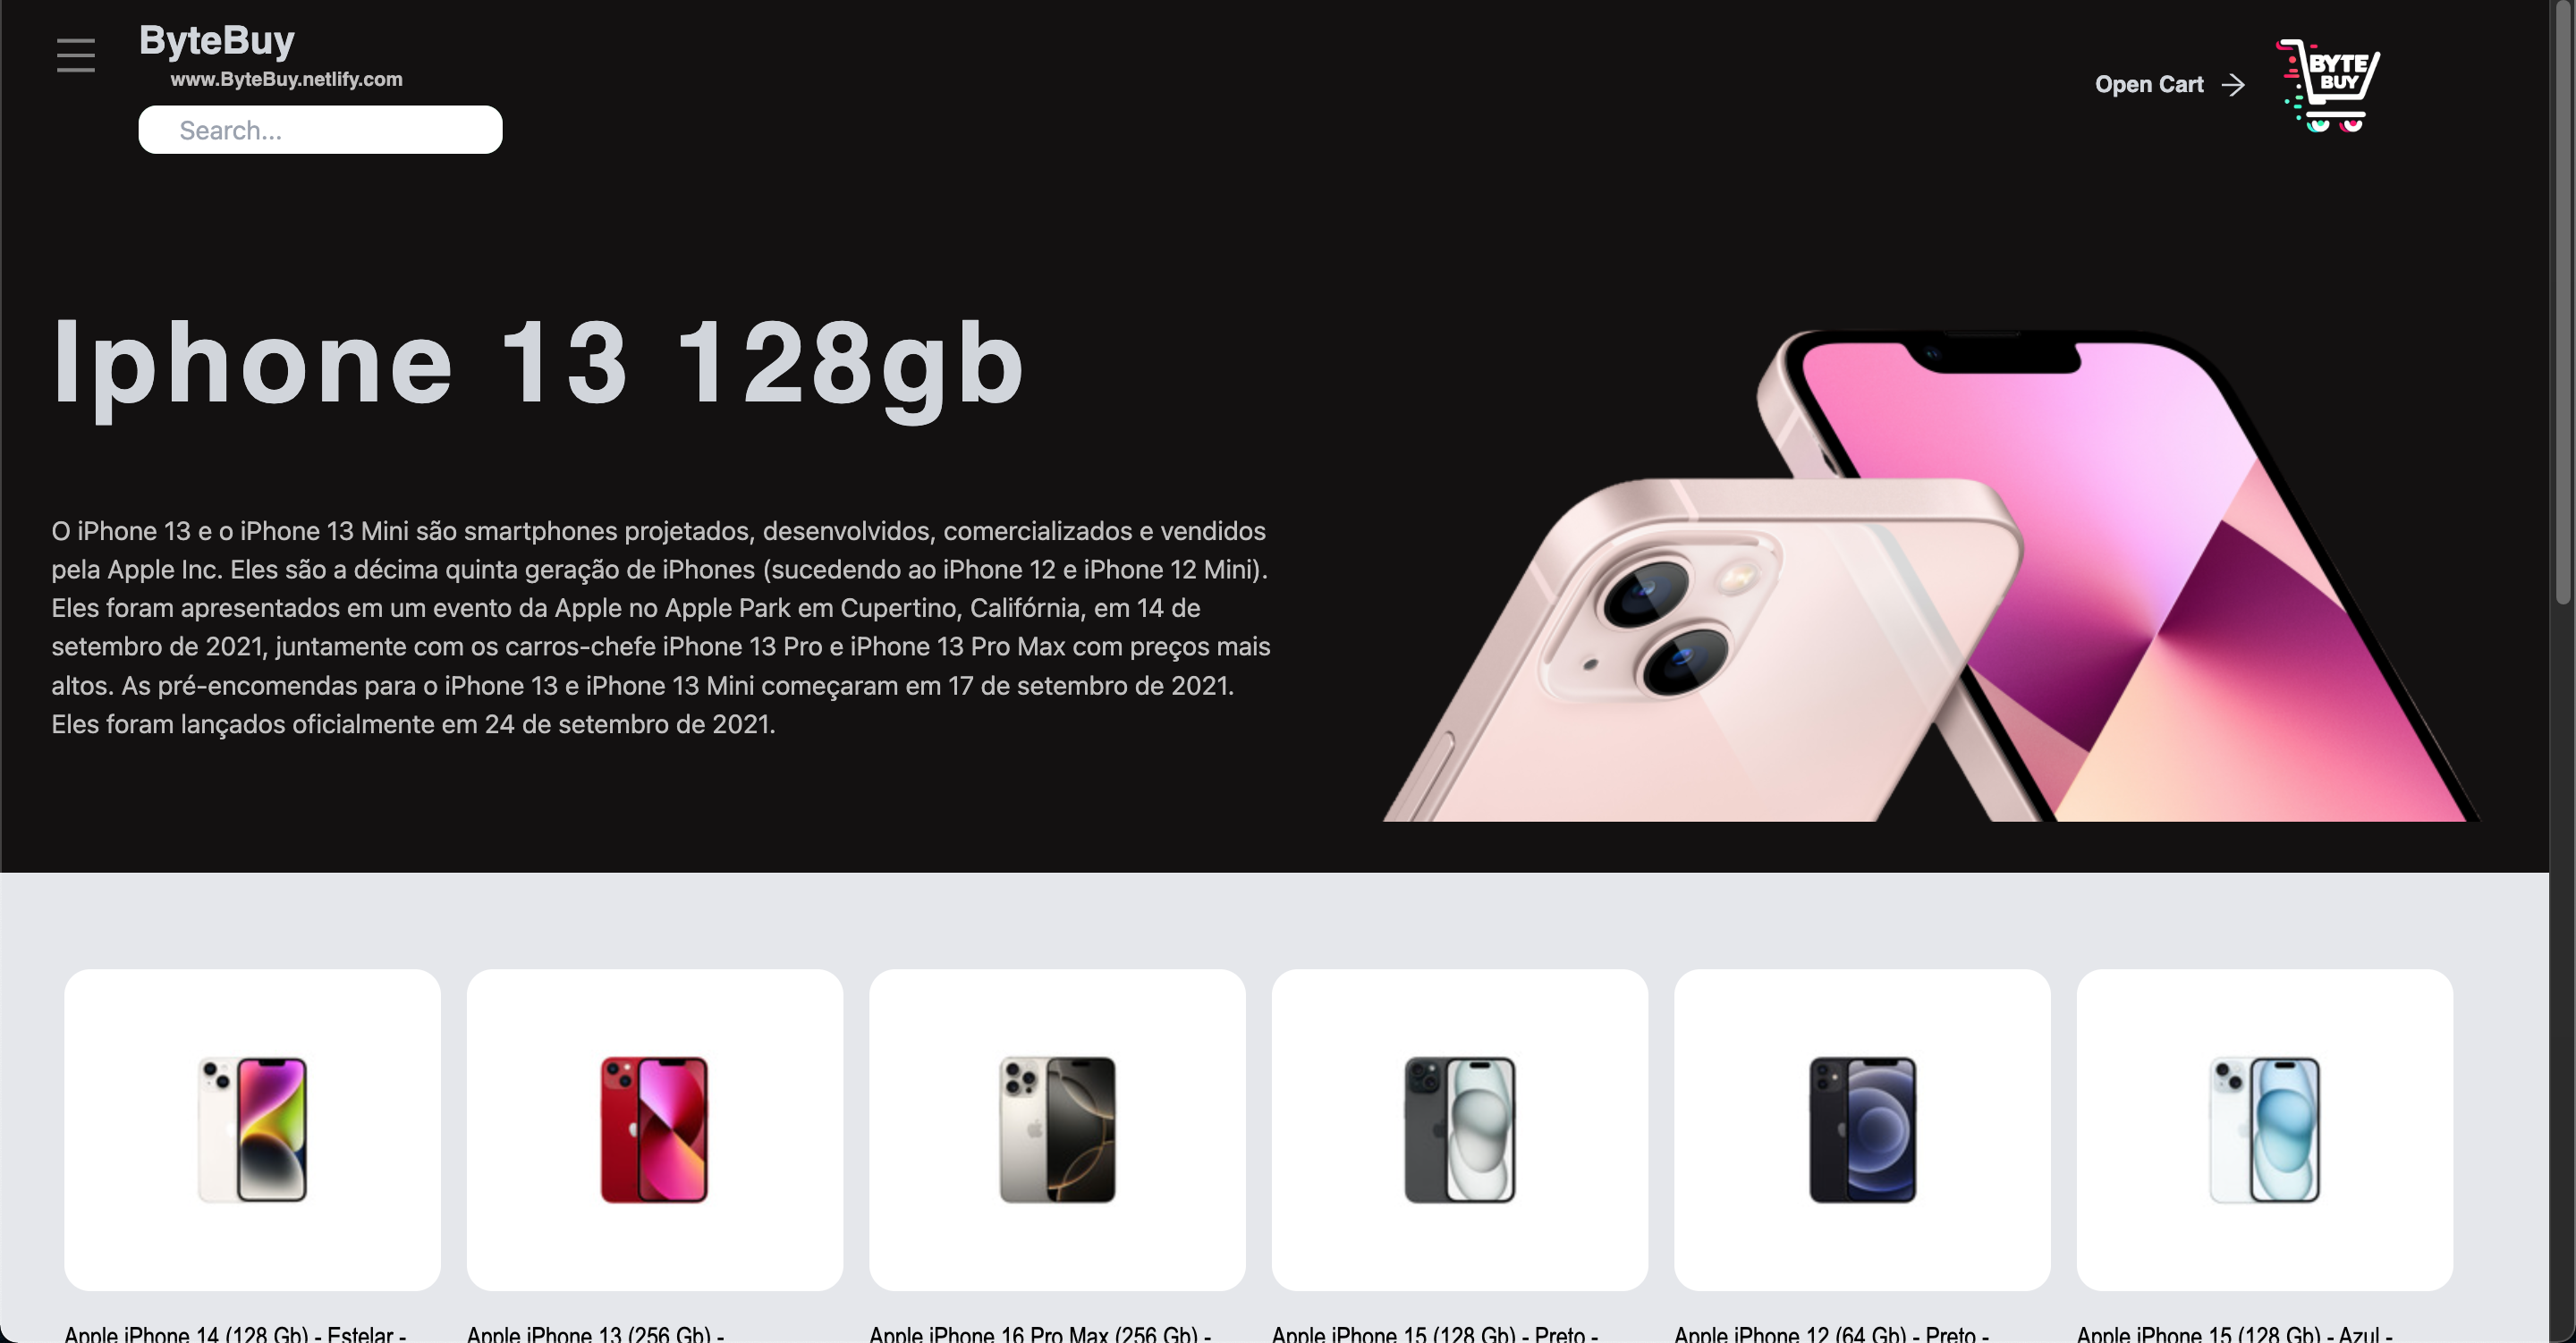 ByteBuy
www.ByteBuy.netlify.com
Search...
Open Cart
BYTE
BUY
Iphone 13 128gb
O iPhone 13 e o iPhone 13 Mini são smartphones projetados, desenvolvidos, comercializados e vendidos
pela Apple Inc. Eles são a décima quinta geração de iPhones (sucedendo ao iPhone 12 e iPhone 12 Mini).
Eles foram apresentados em um evento da Apple no Apple Park em Cupertino, Califórnia, em 14 de
setembro de 2021, juntamente com os carros-chefe iPhone 13 Pro e iPhone 13 Pro Max com preços mais
altos. As pré-encomendas para o iPhone 13 e iPhone 13 Mini começaram em 17 de setembro de 2021.
Eles foram lançados oficialmente em 24 de setembro de 2021.
Apple iPhone 14 (128 Gb) - Estelar -
Apple iPhone 13 (256 Gb) -
Apple iPhone 16 Pro Max (256 Gb) -
Apple iPhone 15 (128 Gb) - Preto -
Apple iPhone 12 (64 Gb) - Preto -
Apple iPhone 15 (128 Gb) - Azul -